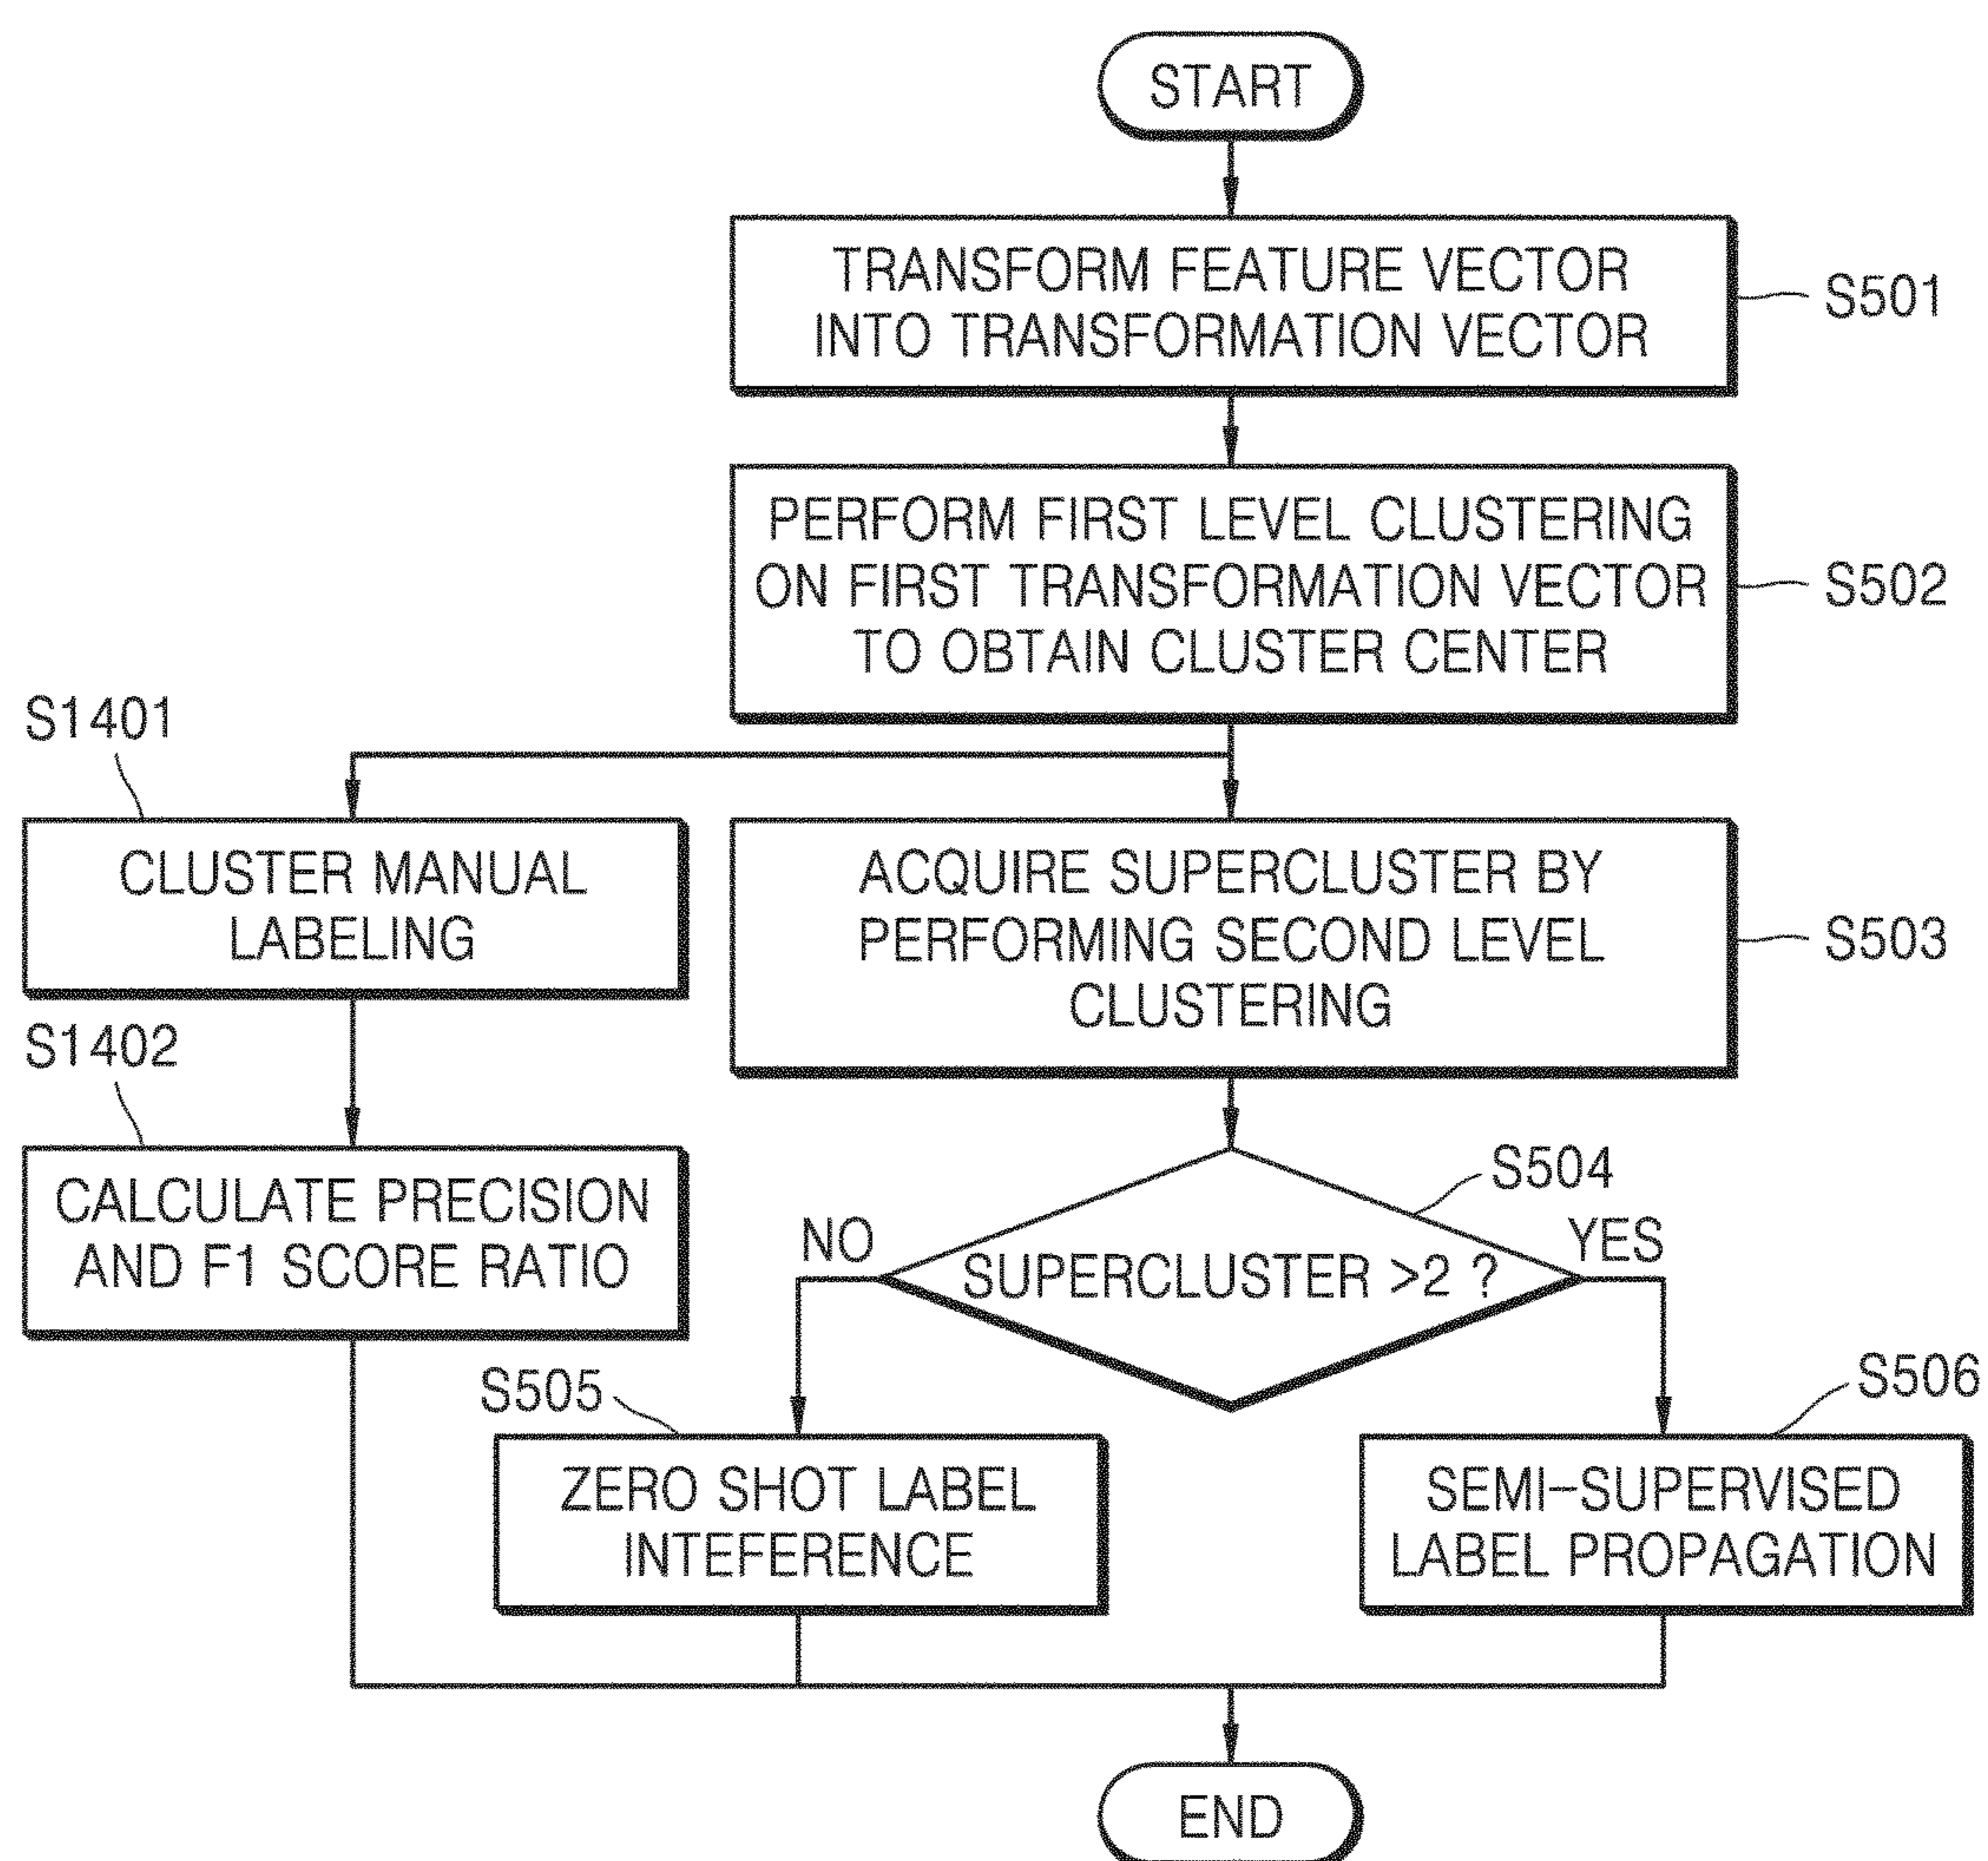 START
TRANSFORM FEATURE VECTOR
INTO TRANSFORMATION VECTOR
S501
PERFORM FIRST LEVEL CLUSTERING
ON FIRST TRANSFORMATION VECTOR
TO OBTAIN CLUSTER CENTER
S502
S1401
CLUSTER MANUAL
LABELING
ACQUIRE SUPERCLUSTER BY
PERFORMING SECOND LEVEL
CLUSTERING
S503
S1402
CALCULATE PRECISION
AND F1 SCORE RATIO
S504
NO
SUPERCLUSTER >2 ?
YES
S505
ZERO SHOT LABEL
INTEFERENCE
S506
SEMI-SUPERVISED
LABEL PROPAGATION
END